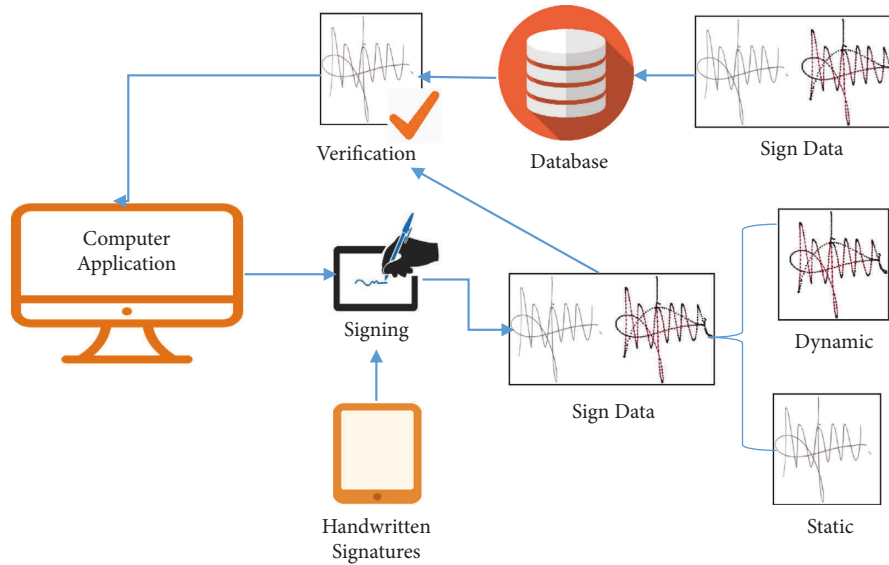 Verification
Database
Sign Data
Computer
Application
Signing
Sign Data
Dynamic
Handwritten
Signatures
Static